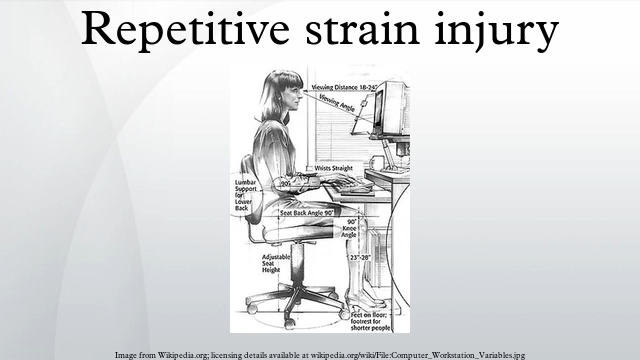 Repetitive strain injury
Viewing Distance 18-24"
Viewing Angle
Wrists Straight
Lumbar
Support
for
Lower
Back
90°
Seat Back Angle 90°
90°
Knee
Angle
Adjustable
Seat
Height
23"-28"
Feet on floor;
footrest for
shorter people
Image from Wikipedia.org; licensing details available at wikipedia.org/wiki/File:Computer_Workstation_Variables.jpg